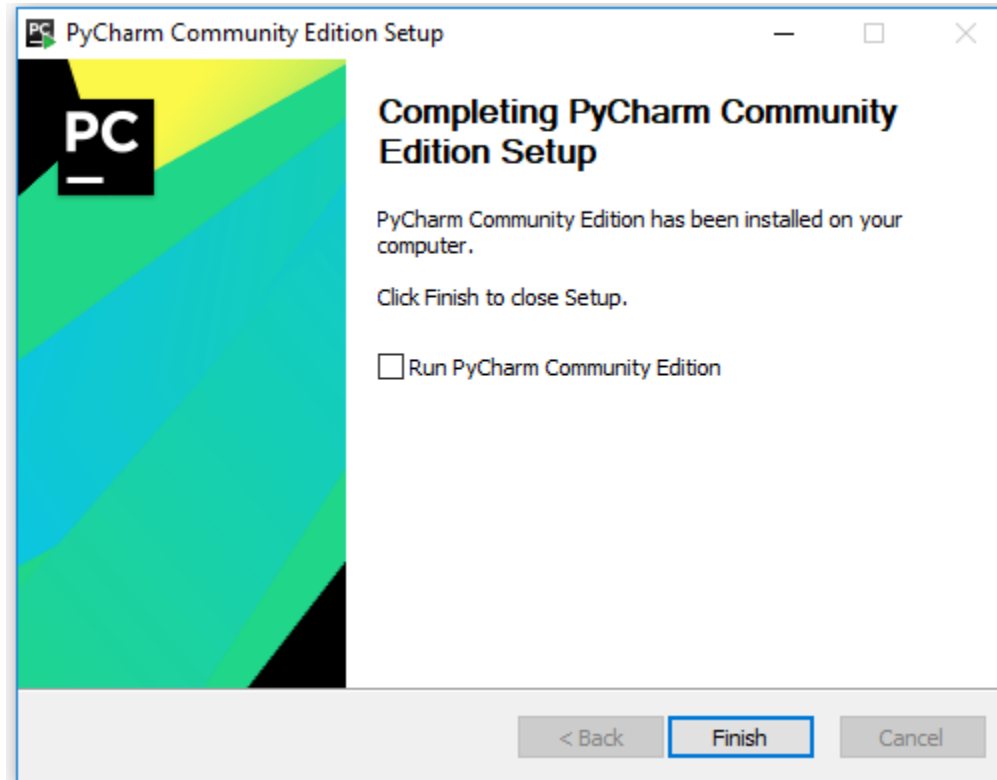 PyCharm Community Edition Setup
PC
Completing PyCharm Community
Edition Setup
PyCharm Community Edition has been installed on your
computer.
Click Finish to close Setup.
Run PyCharm Community Edition
< Back
Finish
Cancel